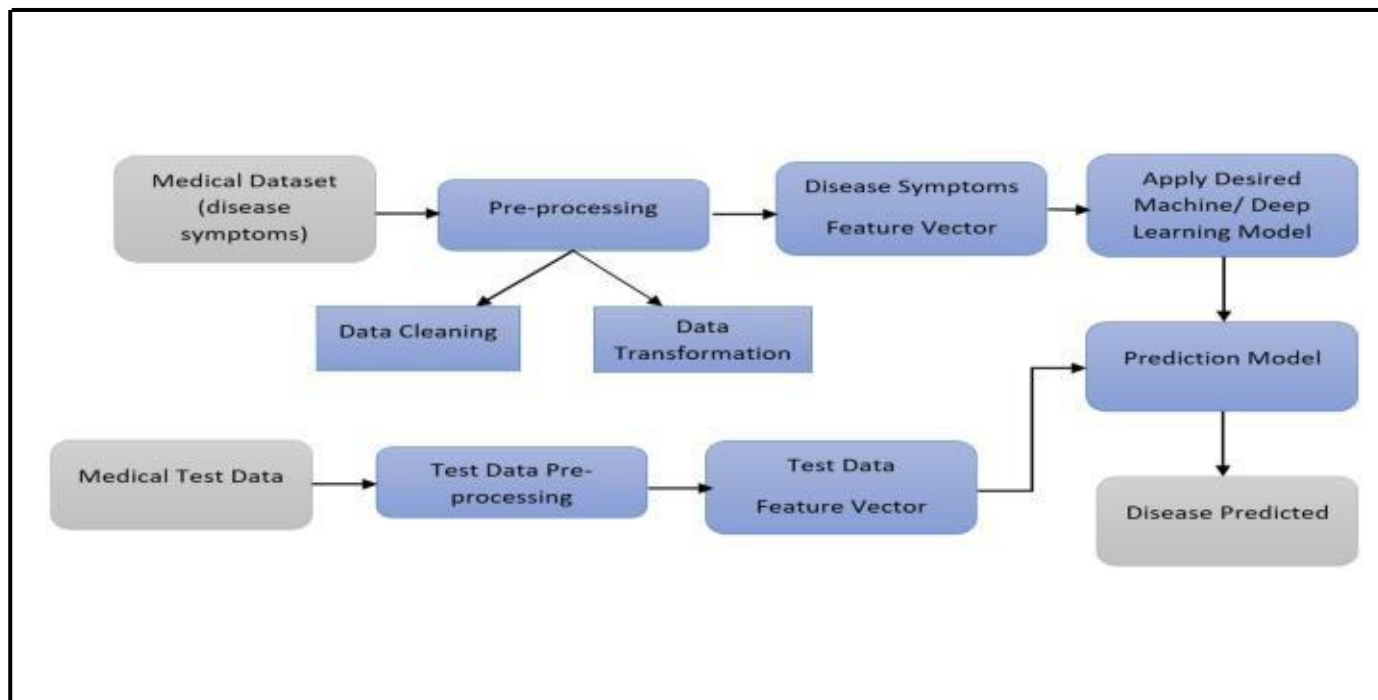 Medical Dataset
(disease
symptoms)
Pre-processing
Disease Symptoms
Feature Vector
Apply Desired
Machine/ Deep
Learning Model
Data Cleaning
Data
Transformation
Prediction Model
Medical Test Data
Test Data Pre-
processing
Test Data
Feature Vector
Disease Predicted